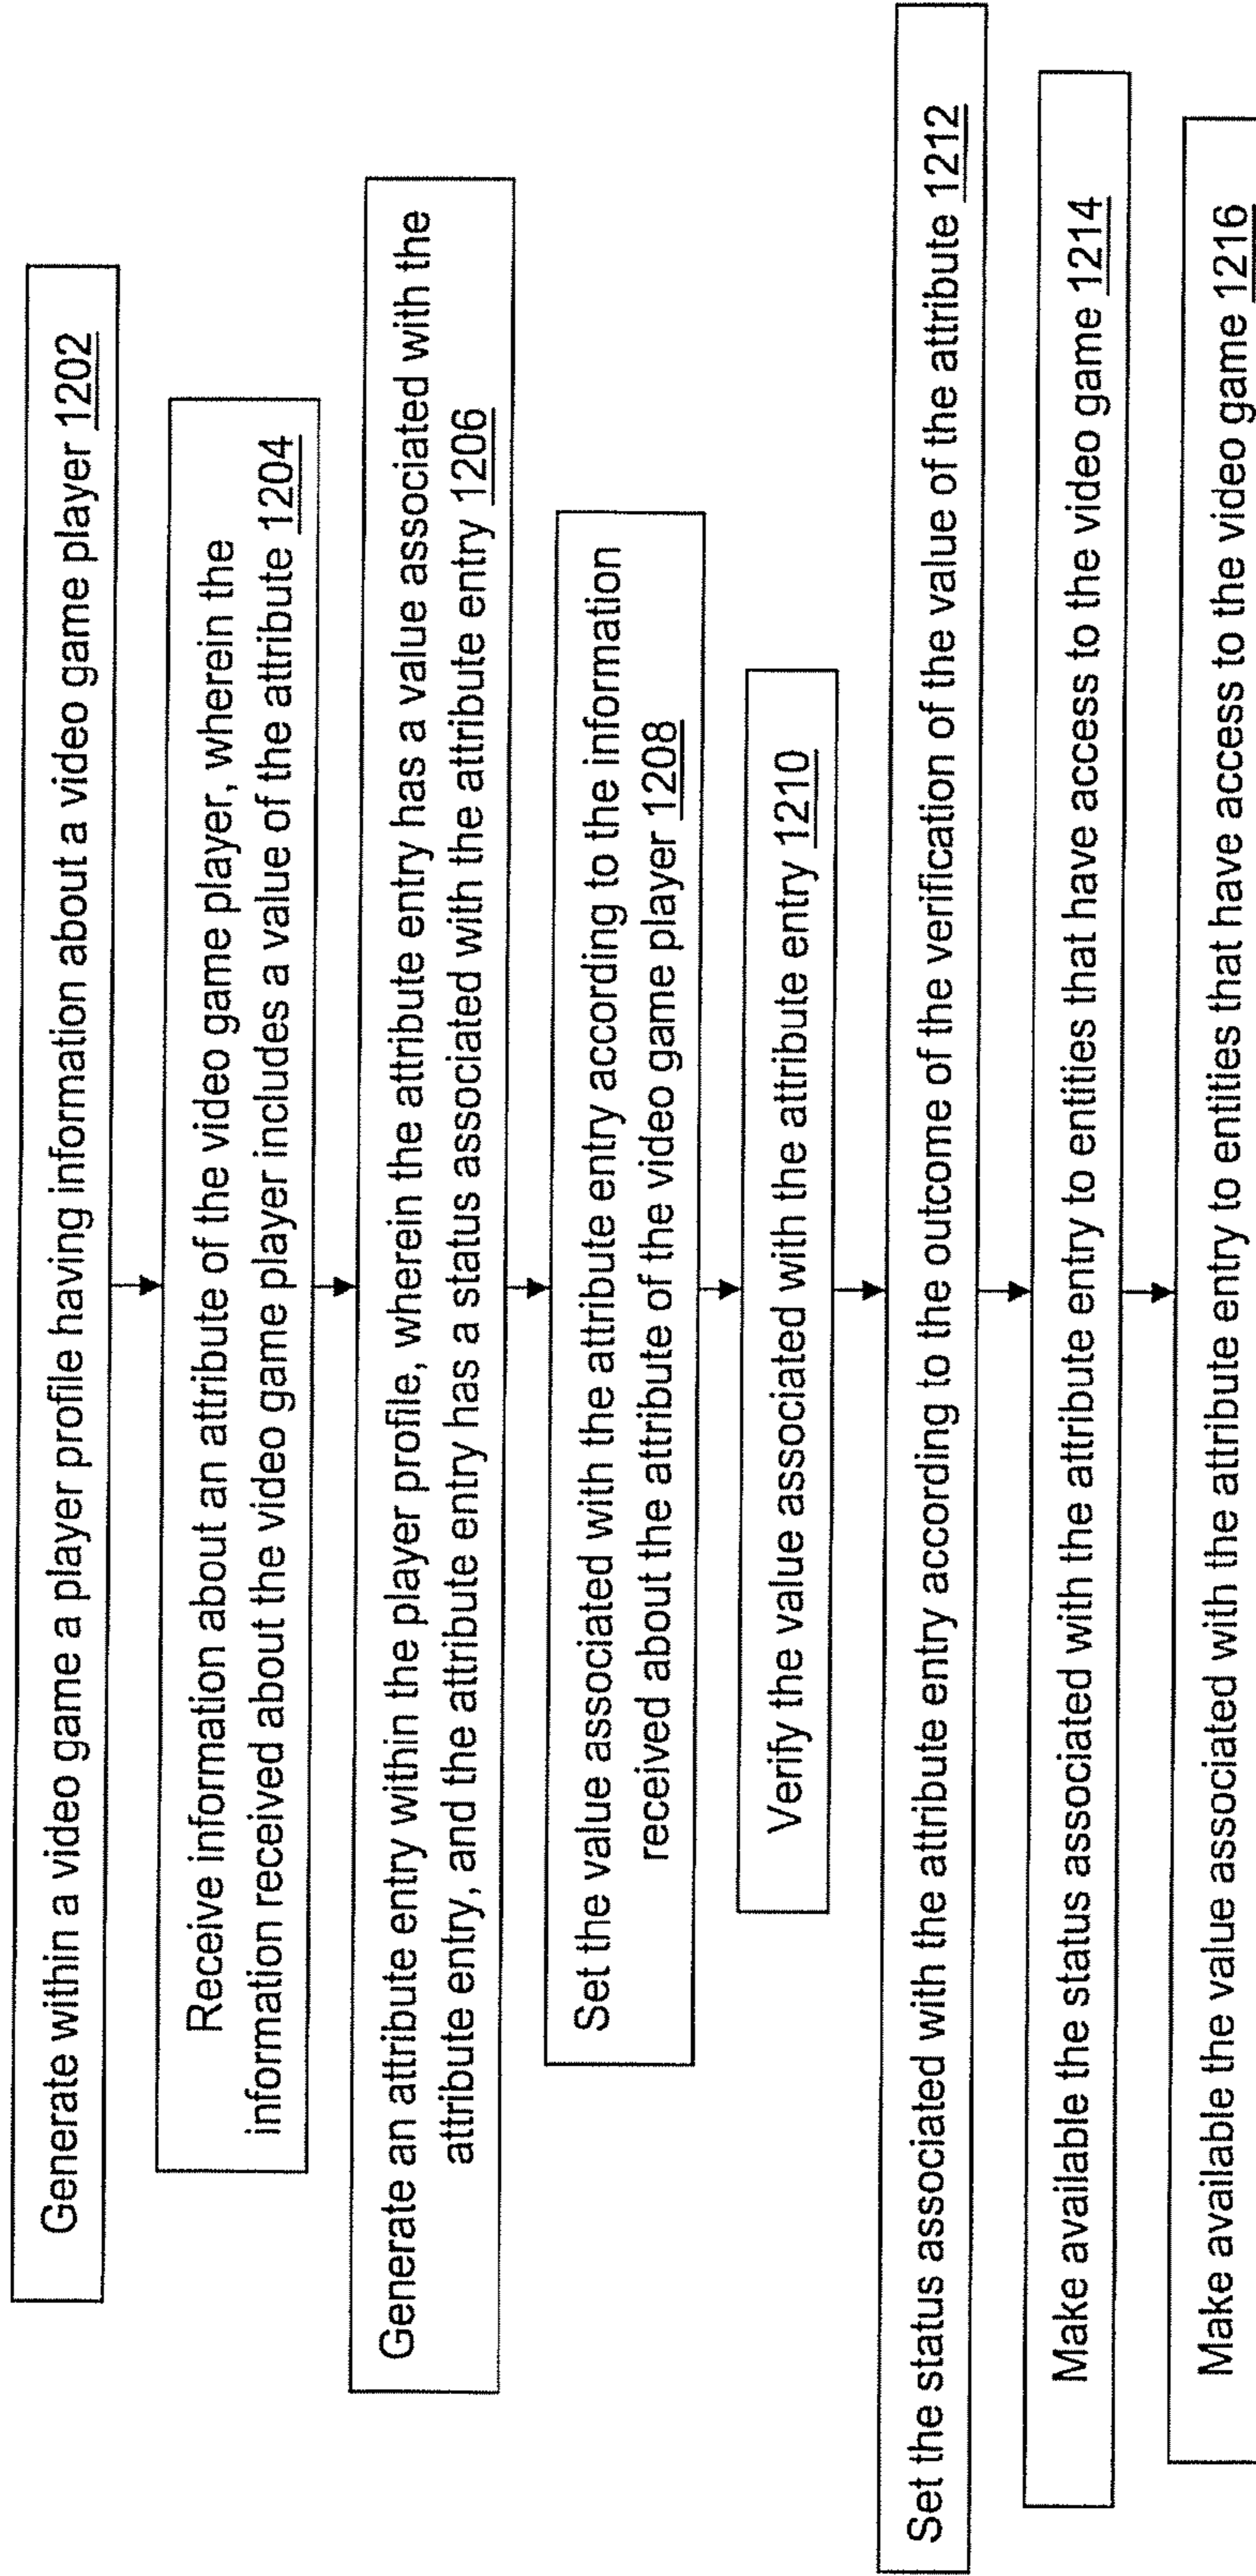 Generate within a video game a player profile having information about a video game player 1202
Receive information about an attribute of the video game player, wherein the
information received about the video game player includes a value of the attribute 1204
Generate an attribute entry within the player profile, wherein the attribute entry has a value associated with the
attribute entry, and the attribute entry has a status associated with the attribute entry 1206
Set the value associated with the attribute entry according to the information
received about the attribute of the video game player 1208
Verify the value associated with the attribute entry 1210
Set the status associated with the attribute entry according to the outcome of the verification of the value of the attribute 1212
Make available the status associated with the attribute entry to entities that have access to the video game 1214
Make available the value associated with the attribute entry to entities that have access to the video game 1216